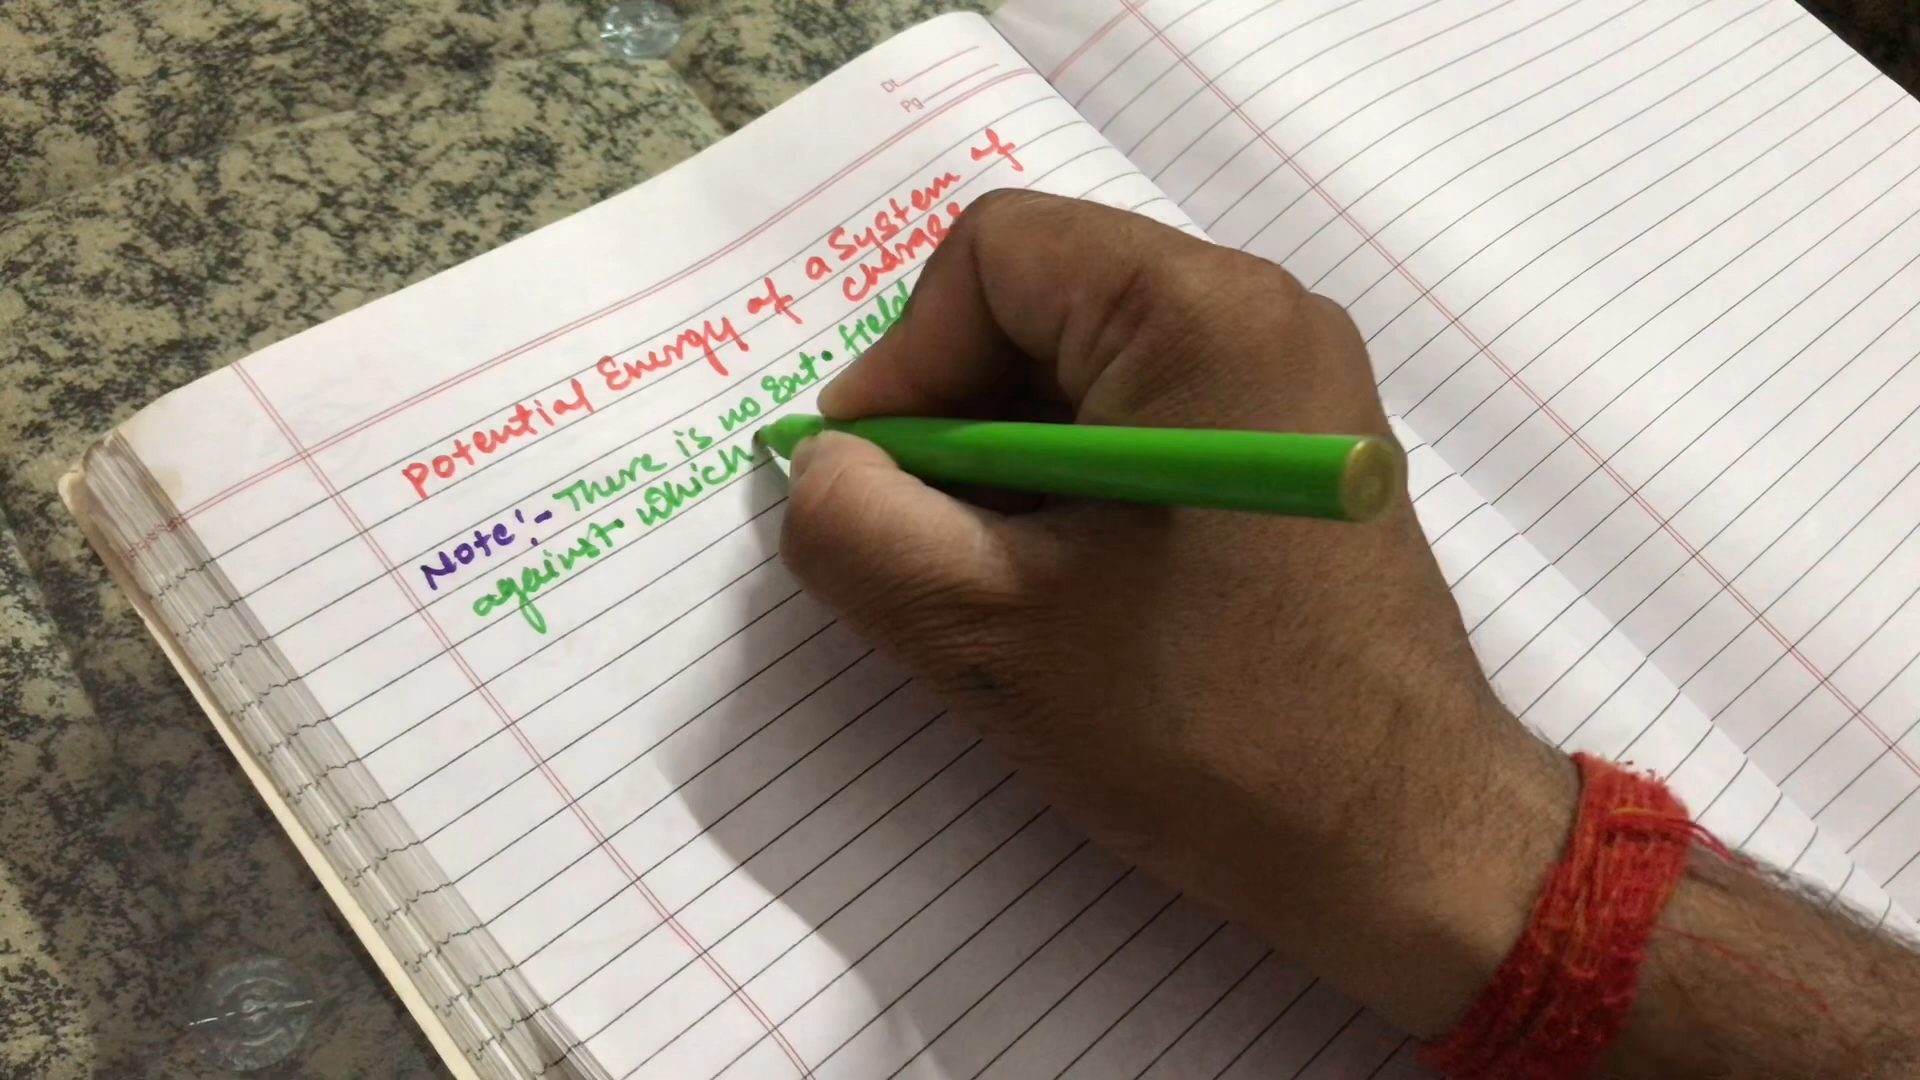 Dt
Pg
Potential Energy of a System of
charges
Note:- There is no Ext. field
against. which